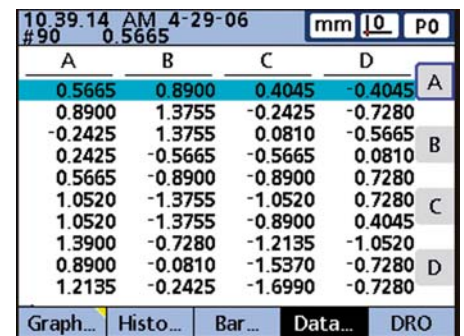 10.39.14 AM 4-29-06
#90 0.5665
mm 0 P0
A B C D
0.5665 0.8900 0.4045 -0.4045
0.8900 1.3755 -0.2425 -0.7280
-0.2425 1.3755 0.0810 -0.5665
0.2425 -0.5665 -0.5665 0.0810
0.5665 -0.8900 -0.8900 0.7280
1.0520 -1.3755 -1.0520 0.7280
1.0520 -1.3755 -0.8900 0.4045
1.3900 -0.7280 -1.2135 -1.0520
0.8900 -0.0810 -1.5370 -0.7280
1.2135 -0.2425 -1.6990 -0.7280
A
B
C
D
Graph... Histo... Bar... Data... DRO